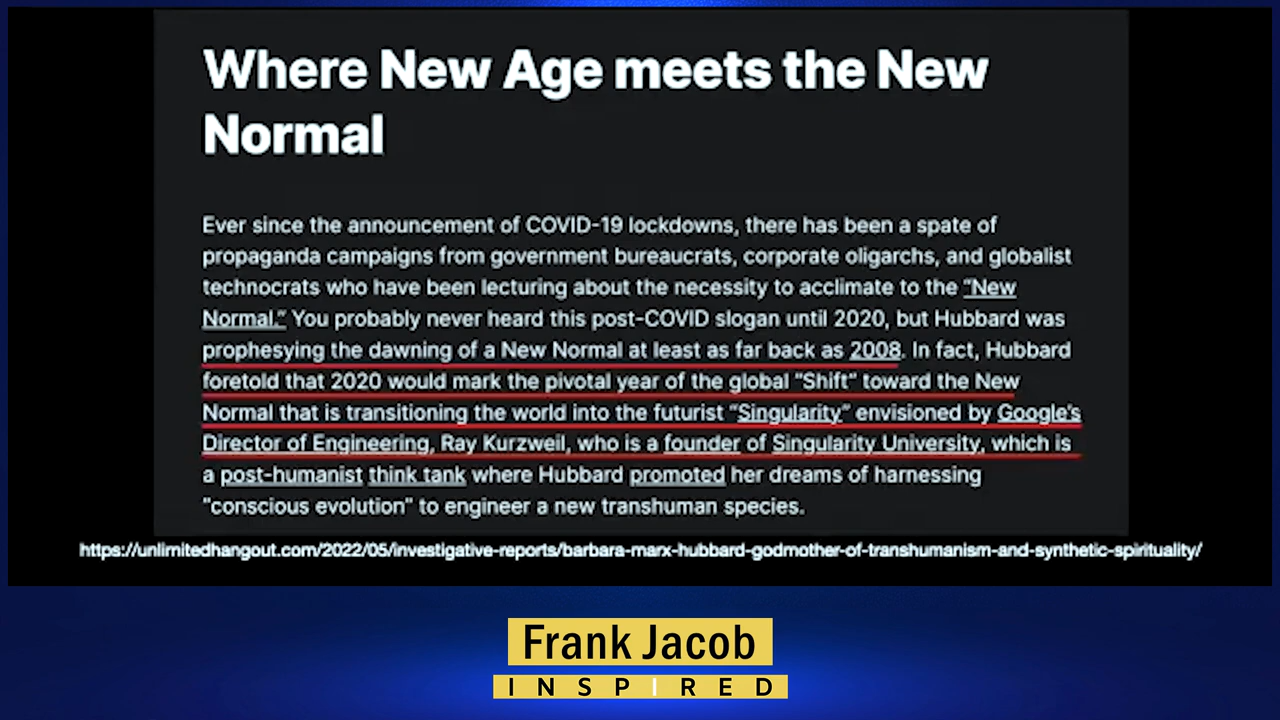 Where New Age meets the New
Normal
Ever since the announcement of COVID-19 lockdowns, there has been a spate of
propaganda campaigns from government bureaucrats, corporate oligarchs, and globalist
technocrats who have been lecturing about the necessity to acclimate to the “New
Normal.” You probably never heard this post-COVID slogan until 2020, but Hubbard was
prophesying the dawning of a New Normal at least as far back as 2008. In fact, Hubbard
foretold that 2020 would mark the pivotal year of the global “Shift” toward the New
Normal that is transitioning the world into the futurist “Singularity” envisioned by Google’s
Director of Engineering, Ray Kurzweil, who is a founder of Singularity University, which is
a post-humanist think tank where Hubbard promoted her dreams of harnessing
“conscious evolution” to engineer a new transhuman species.
https://unlimitedhangout.com/2022/05/investigative-reports/barbara-marx-hubbard-godmother-of-transhumanism-and-synthetic-spirituality/
Frank Jacob
INSPIRED